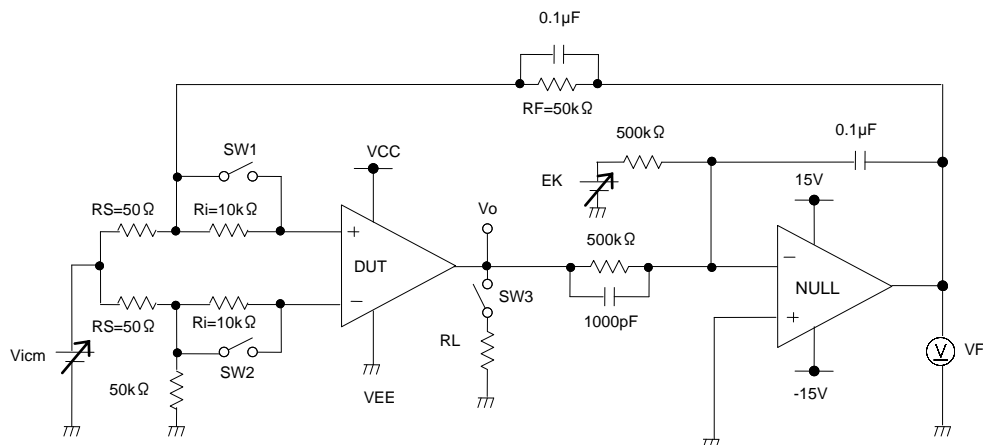 0.1µF
RF=50kΩ
500kΩ
0.1µF
SW1
VCC
EK
15V
RS=50Ω
Ri=10kΩ
Vo
500kΩ
+
DUT
−
−
NULL
+
RS=50Ω
Ri=10kΩ
SW3
1000pF
Vicm
SW2
RL
V
VF
50kΩ
VEE
-15V